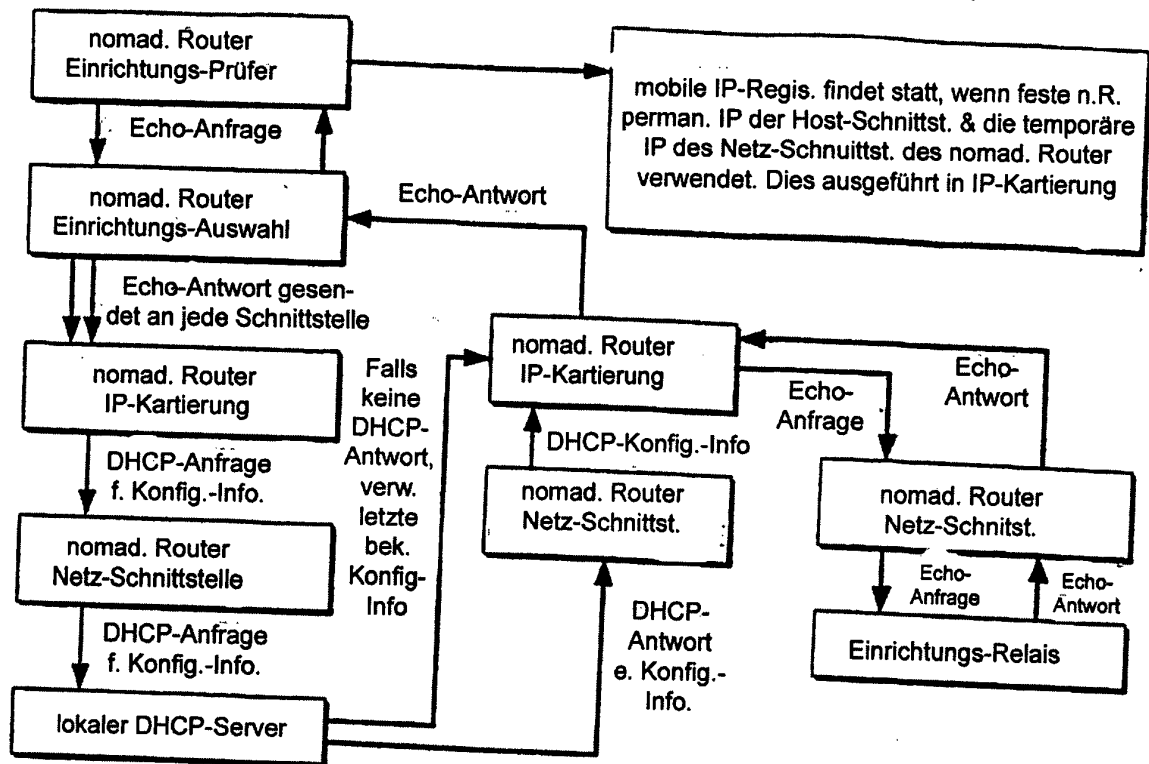 nomad. Router
Einrichtungs-Prüfer
mobile IP-Regis. findet statt, wenn feste n.R.
perman. IP der Host-Schnittst. & die temporäre
IP des Netz-Schnuittst. des nomad. Router
verwendet. Dies ausgeführt in IP-Kartierung
Echo-Anfrage
nomad. Router
Einrichtungs-Auswahl
Echo-Antwort
Echo-Antwort gesen-
det an jede Schnittstelle
nomad. Router
IP-Kartierung
Falls
keine
DHCP-
Antwort,
verw.
letzte
bek.
Konfig-
Info
nomad. Router
IP-Kartierung
Echo-
Anfrage
Echo-
Antwort
DHCP-Anfrage
f. Konfig.-Info.
DHCP-Konfig.-Info
nomad. Router
Netz-Schnittst.
nomad. Router
Netz-Schnitst.
nomad. Router
Netz-Schnittstelle
Echo-
Anfrage
Echo-
Antwort
DHCP-Anfrage
f. Konfig.-Info.
DHCP-
Antwort
e. Konfig.-
Info.
Einrichtungs-Relais
lokaler DHCP-Server